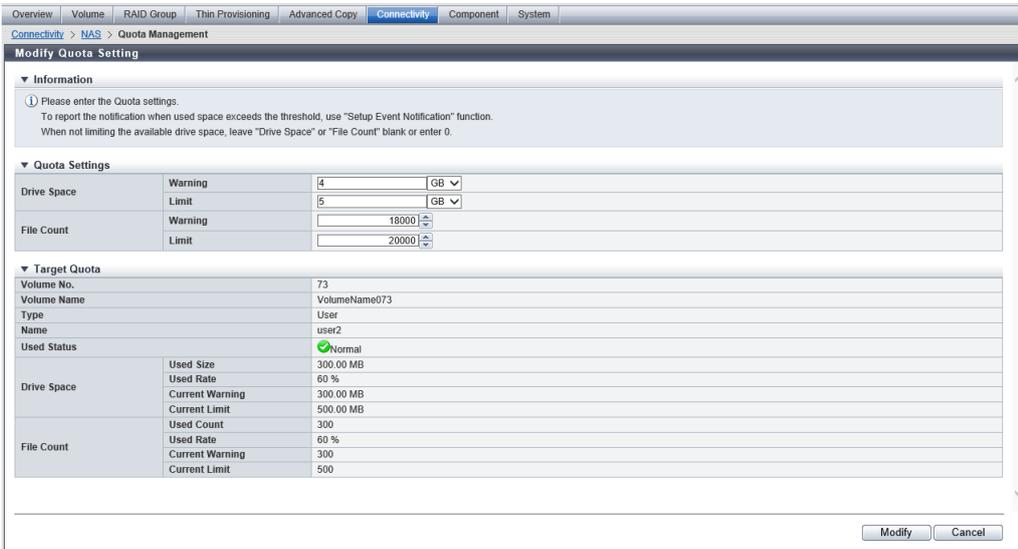 Overview Volume RAID Group Thin Provisioning Advanced Copy Connectivity Component System
Connectivity > NAS > Quota Management
Modify Quota Setting
Information
Please enter the Quota settings.
To report the notification when used space exceeds the threshold, use "Setup Event Notification" function.
When not limiting the available drive space, leave "Drive Space" or "File Count" blank or enter 0.
Quota Settings
Drive Space
Warning 4 GB
Limit 5 GB
File Count
Warning 18000
Limit 20000
Target Quota
Volume No. 73
Volume Name VolumeName073
Type User
Name user2
Used Status Normal
Drive Space
Used Size 300.00 MB
Used Rate 60 %
Current Warning 300.00 MB
Current Limit 500.00 MB
File Count
Used Count 300
Used Rate 60 %
Current Warning 300
Current Limit 500
Modify Cancel